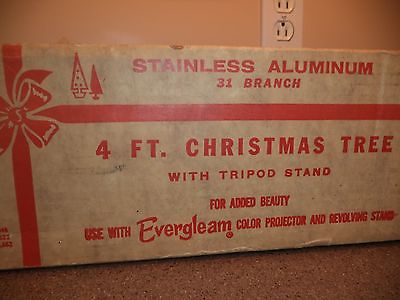 STAINLESS ALUMINUM
31 BRANCH
4 FT. CHRISTMAS TREE
WITH TRIPOD STAND
FOR ADDED BEAUTY
USE WITH Evergleam COLOR PROJECTOR AND REVOLVING STAND